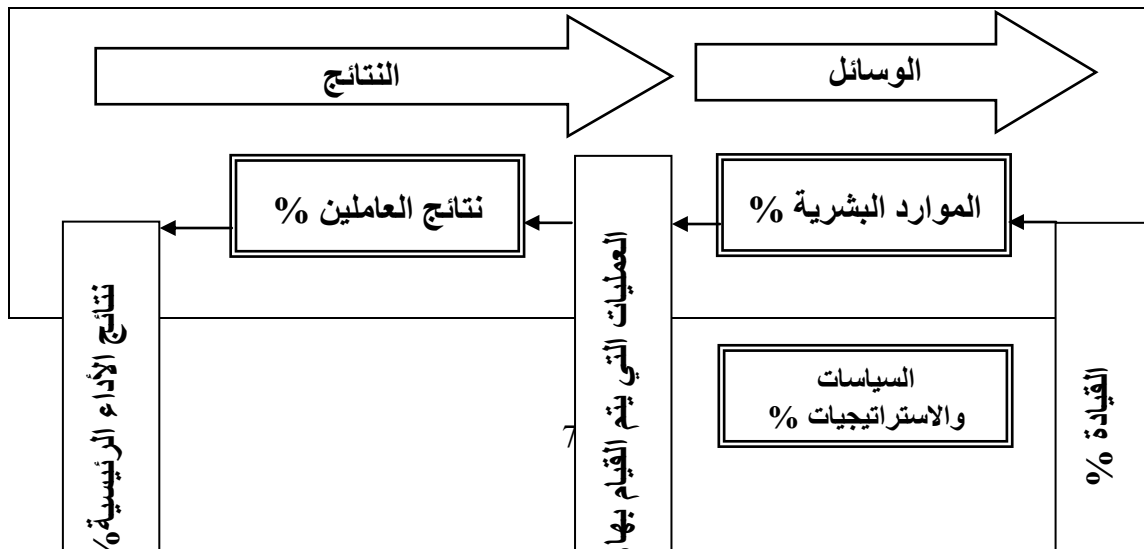 الوسائل
النتائج
الموارد البشرية %
نتائج العاملين %
القيادة %
السياسات
والاستراتيجيات %
العمليات التي يتم القيام بها
7
نتائج الأداء الرئيسية%